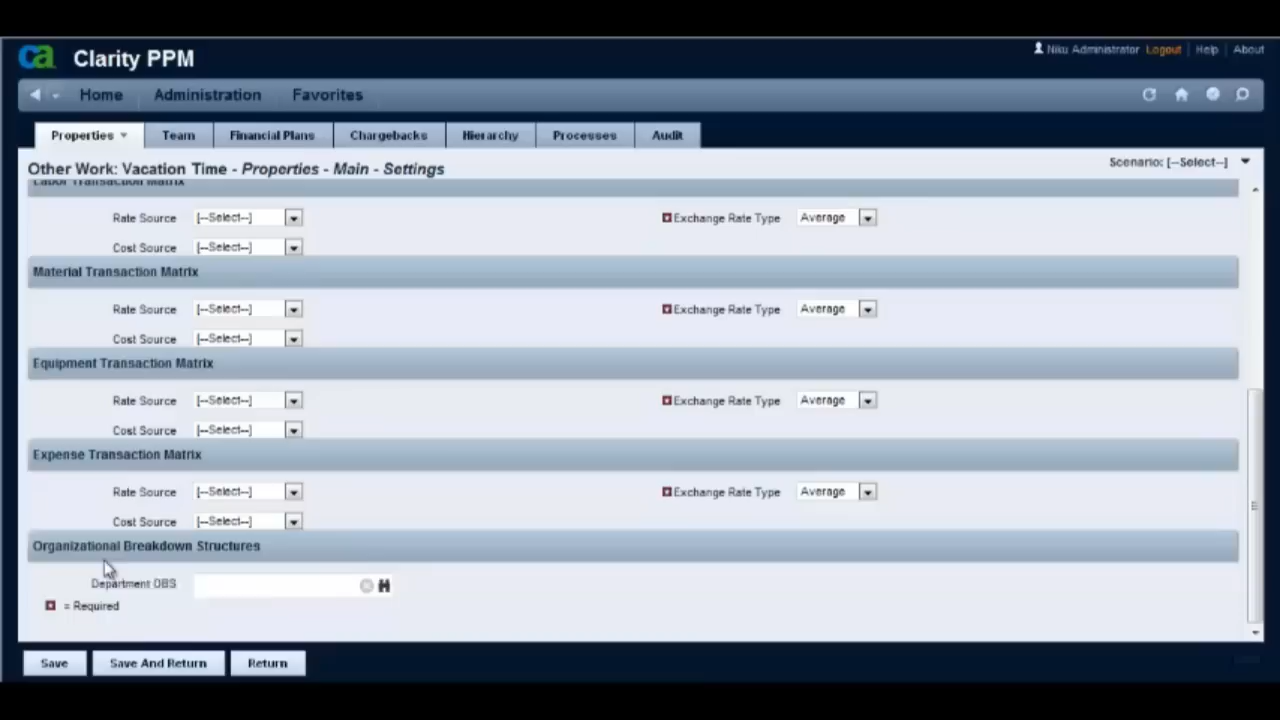 ca Clarity PPM
Niku Administrator Logout Help About
Home Administration Favorites
Properties Team Financial Plans Chargebacks Hierarchy Processes Audit
Other Work: Vacation Time - Properties - Main - Settings
Scenario: [--Select--]
Labor Transaction Matrix
Rate Source [--Select--] Exchange Rate Type Average
Cost Source [--Select--]
Material Transaction Matrix
Rate Source [--Select--] Exchange Rate Type Average
Cost Source [--Select--]
Equipment Transaction Matrix
Rate Source [--Select--] Exchange Rate Type Average
Cost Source [--Select--]
Expense Transaction Matrix
Rate Source [--Select--] Exchange Rate Type Average
Cost Source [--Select--]
Organizational Breakdown Structures
Department OBS
= Required
Save Save And Return Return